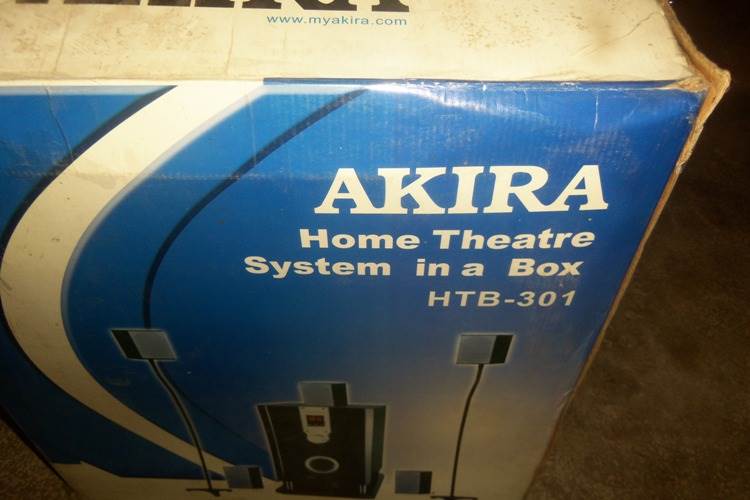 www.myakira.com
AKIRA
Home Theatre
System in a Box
HTB-301